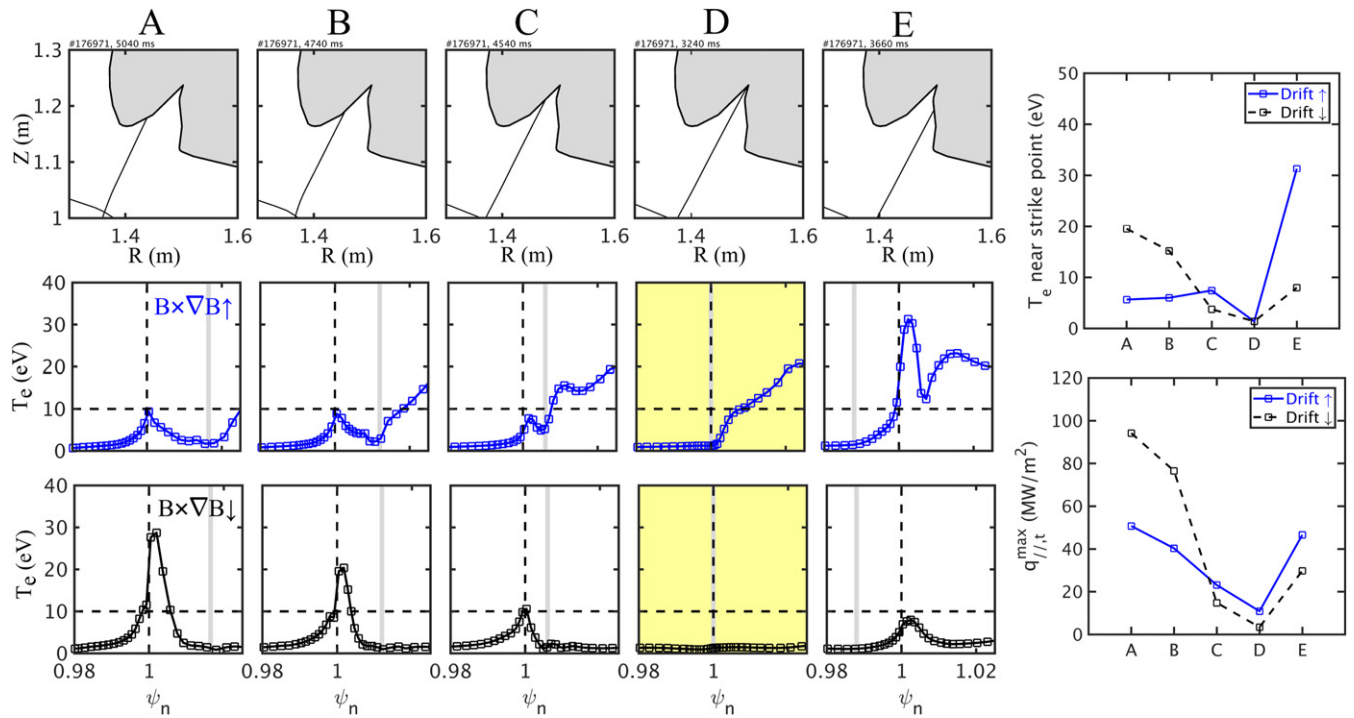 A B C D E
#176971, 5040 ms #176971, 4740 ms #176971, 4540 ms #176971, 3240 ms #176971, 3660 ms
1.3
1.2
1.1
1
Z (m)
1.4 1.6 1.4 1.6 1.4 1.6 1.4 1.6 1.4 1.6
R (m) R (m) R (m) R (m) R (m)
B×∇B↑
40
30
20
10
0
T_e (eV)
B×∇B↓
40
30
20
10
0
T_e (eV)
0.98 1 0.98 1 0.98 1 0.98 1 0.98 1 1.02
ψ_n ψ_n ψ_n ψ_n ψ_n
50
40
30
20
10
0
T_e near strike point (eV)
Drift ↑
Drift ↓
A B C D E
120
100
80
60
40
20
0
q^max_//,t (MW/m²)
Drift ↑
Drift ↓
A B C D E